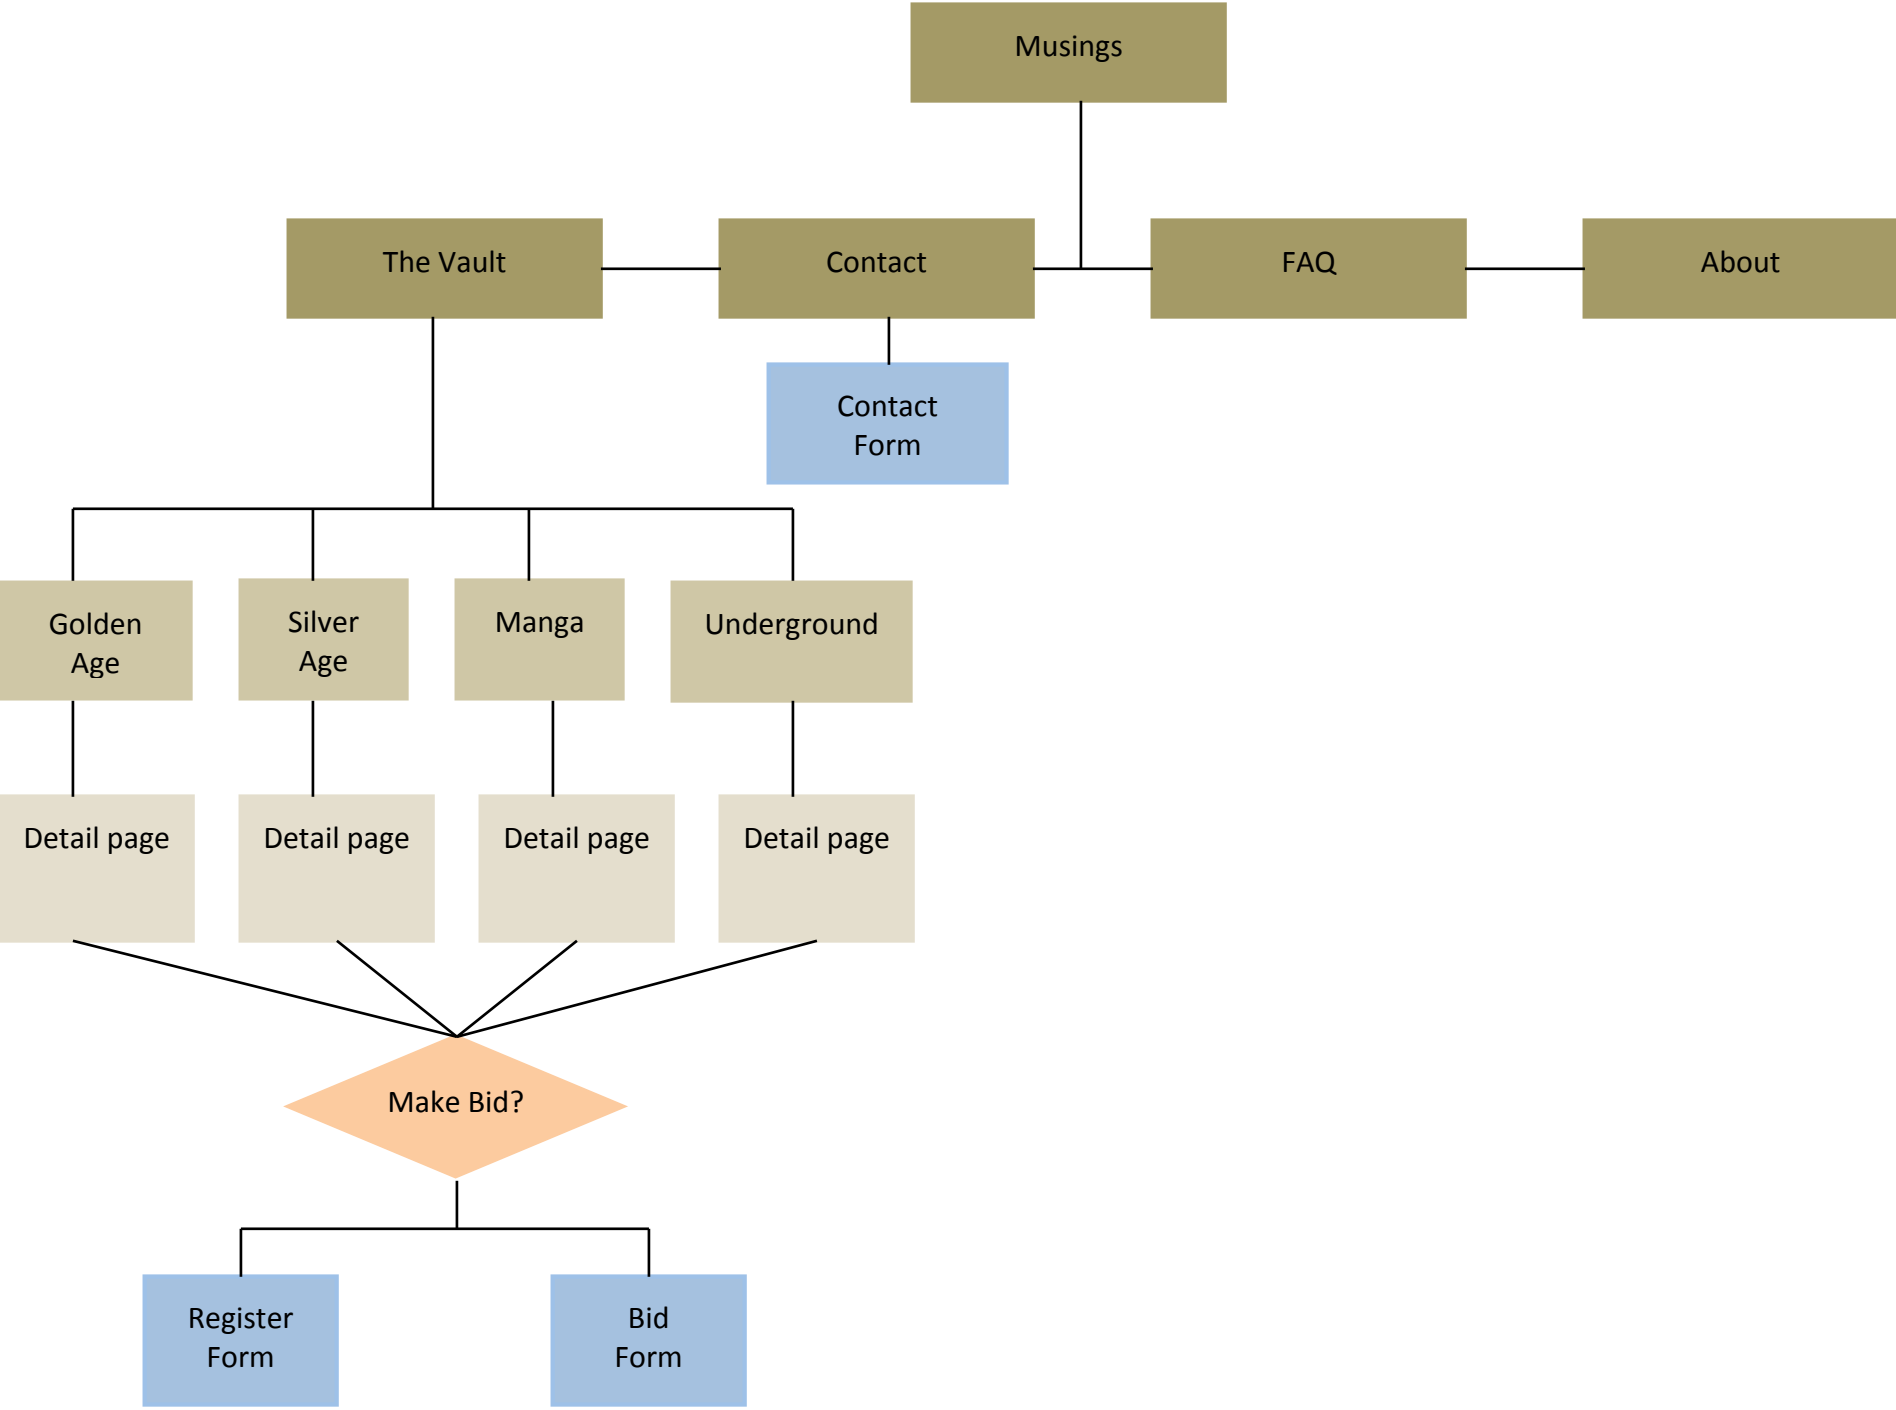 Musings
The Vault
Contact
FAQ
About
Contact
Form
Golden
Age
Silver
Age
Manga
Underground
Detail page
Detail page
Detail page
Detail page
Make Bid?
Register
Form
Bid
Form